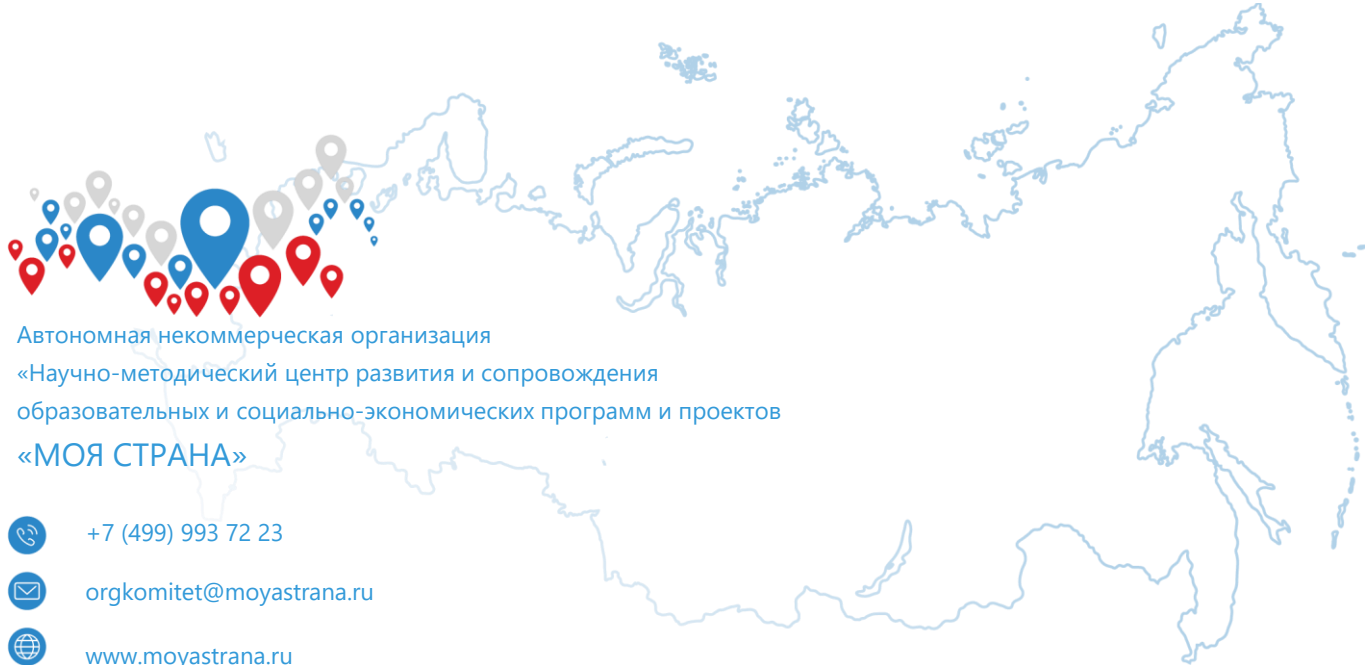 Автономная некоммерческая организация
«Научно-методический центр развития и сопровождения
образовательных и социально-экономических программ и проектов
«МОЯ СТРАНА»
+7 (499) 993 72 23
orgkomitet@moyastrana.ru
www.moyastrana.ru